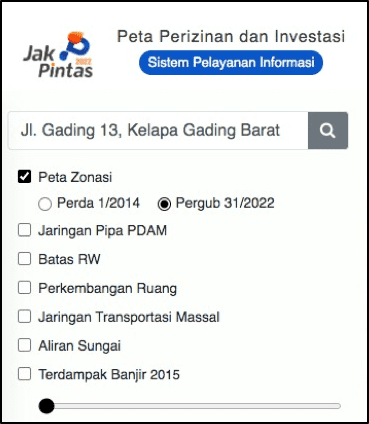 Jak
Pintas
2022
Peta Perizinan dan Investasi
Sistem Pelayanan Informasi
Jl. Gading 13, Kelapa Gading Barat
Peta Zonasi
Perda 1/2014 Pergub 31/2022
Jaringan Pipa PDAM
Batas RW
Perkembangan Ruang
Jaringan Transportasi Massal
Aliran Sungai
Terdampak Banjir 2015